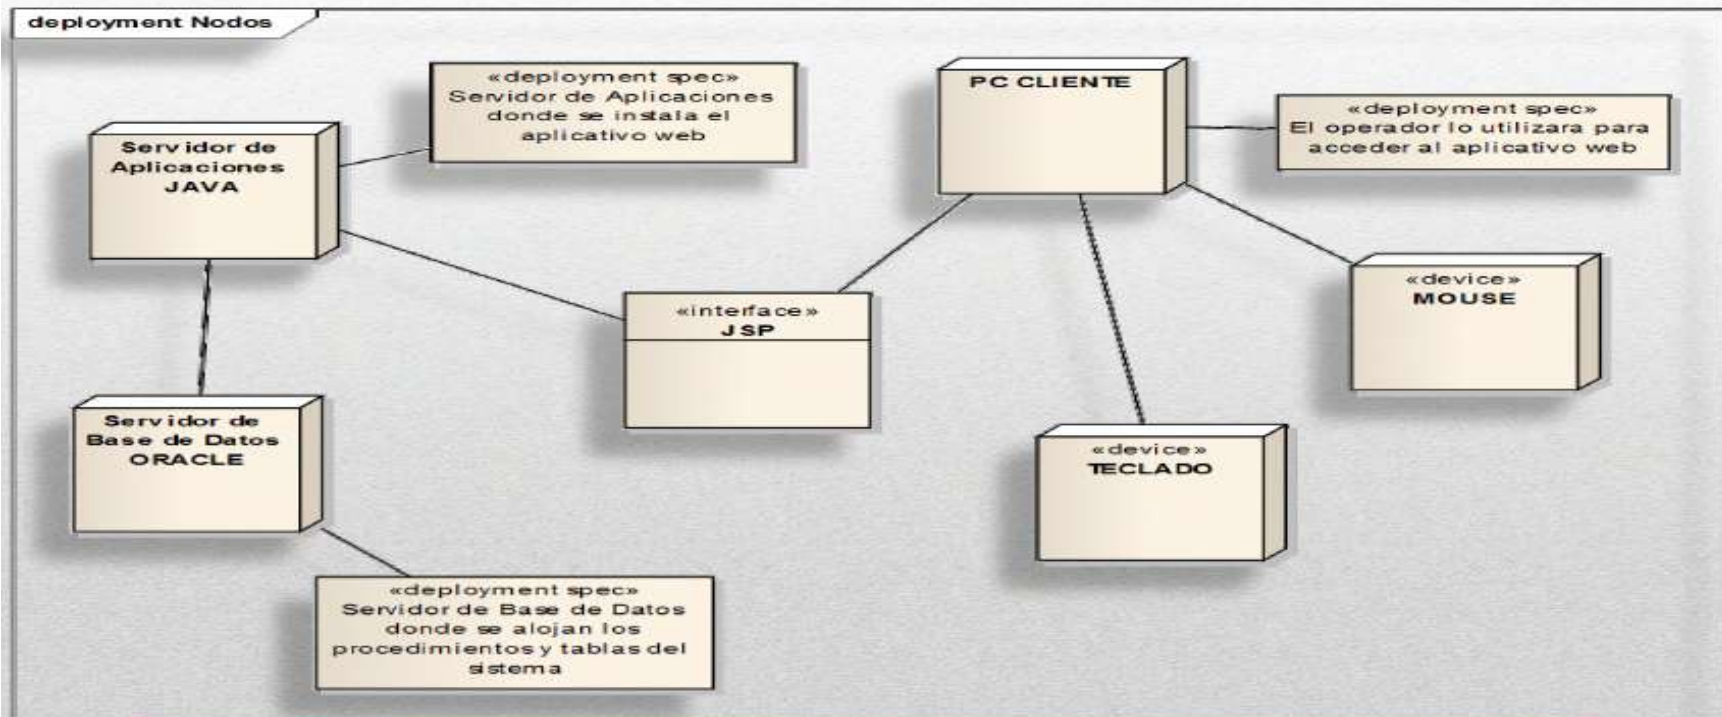 deployment Nodos
«deployment spec»
Servidor de Aplicaciones
donde se instala el
aplicativo web
PC CLIENTE
«deployment spec»
El operador lo utilizara para
acceder al aplicativo web
Servidor de
Aplicaciones
JAVA
«interface»
JSP
«device»
MOUSE
Servidor de
Base de Datos
ORACLE
«device»
TECLADO
«deployment spec»
Servidor de Base de Datos
donde se alojan los
procedimientos y tablas del
sistema